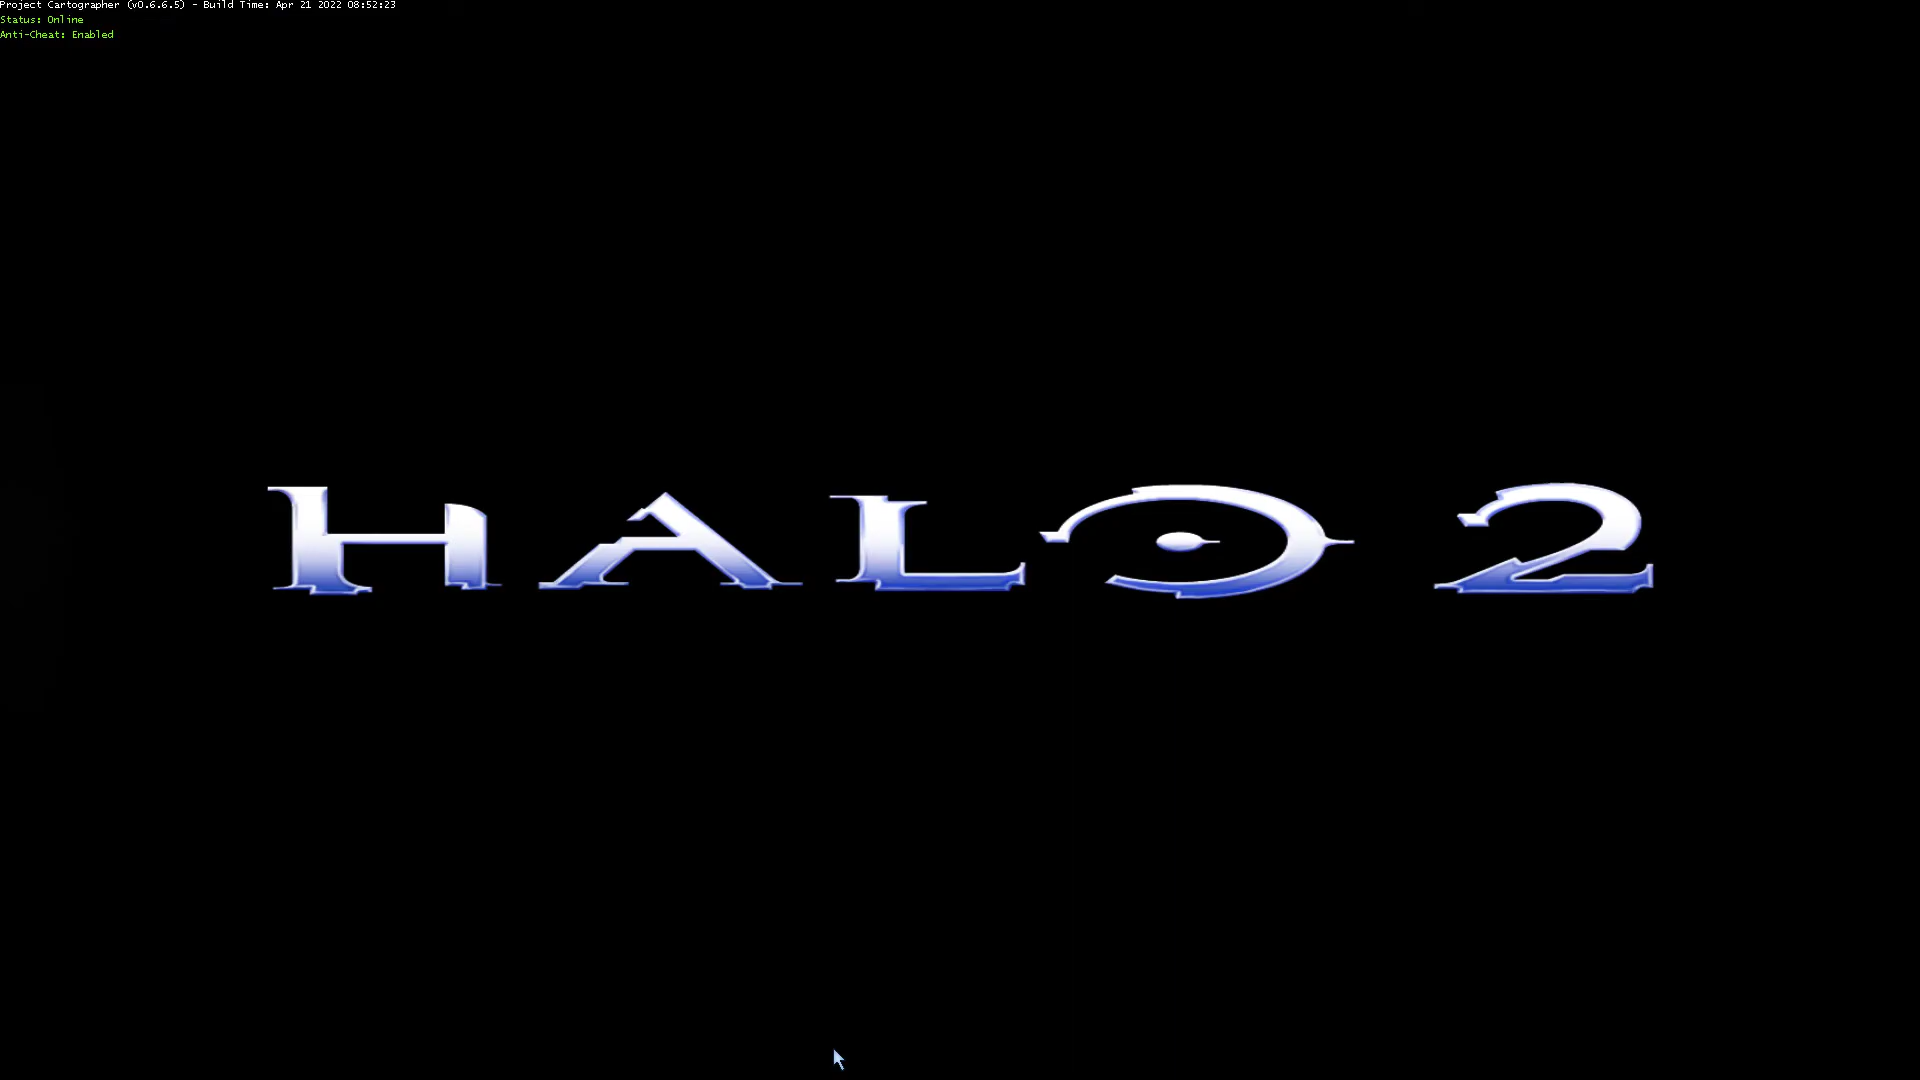 Project Cartographer (v0.6.6.5) - Build Time: Apr 21 2022 08:52:23
Status: Online
Anti-Cheat: Enabled
HALO 2